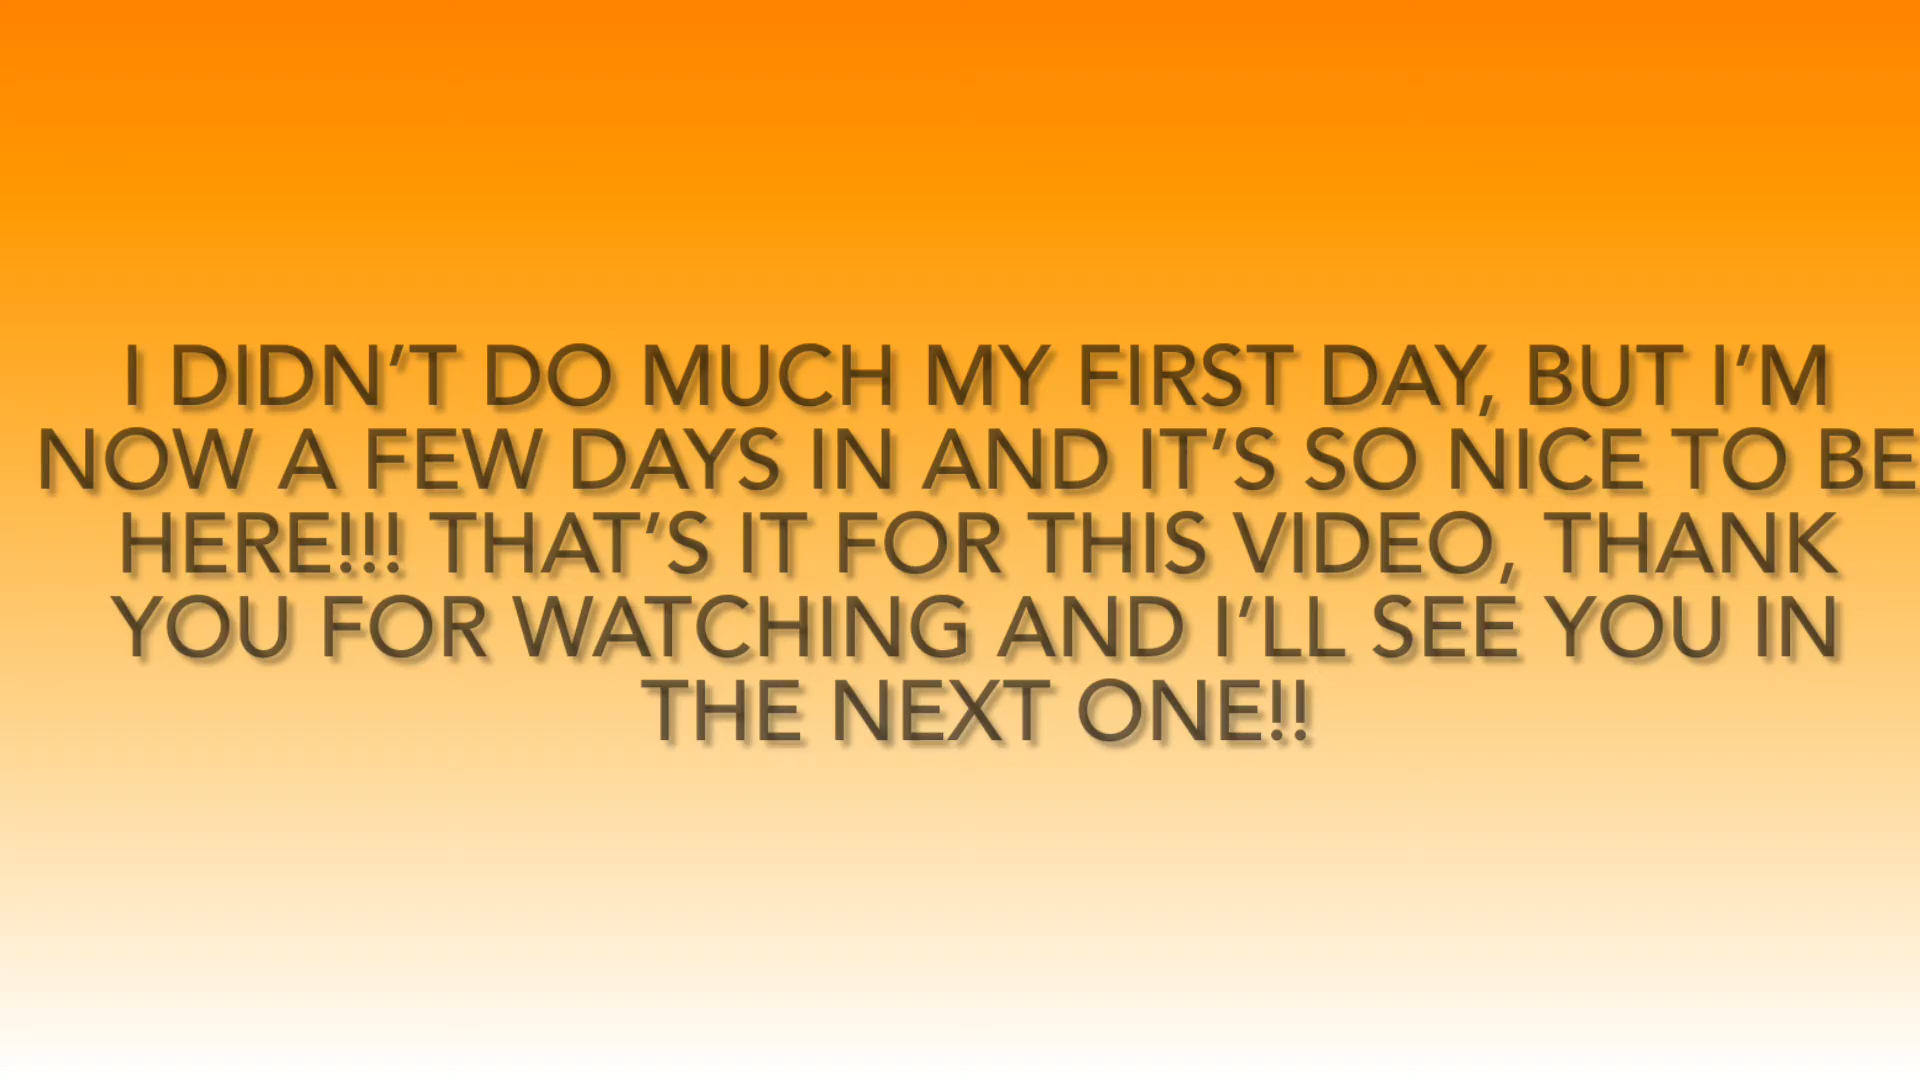 I DIDN’T DO MUCH MY FIRST DAY, BUT I’M
NOW A FEW DAYS IN AND IT’S SO NICE TO BE
HERE!!! THAT’S IT FOR THIS VIDEO, THANK
YOU FOR WATCHING AND I’LL SEE YOU IN
THE NEXT ONE!!